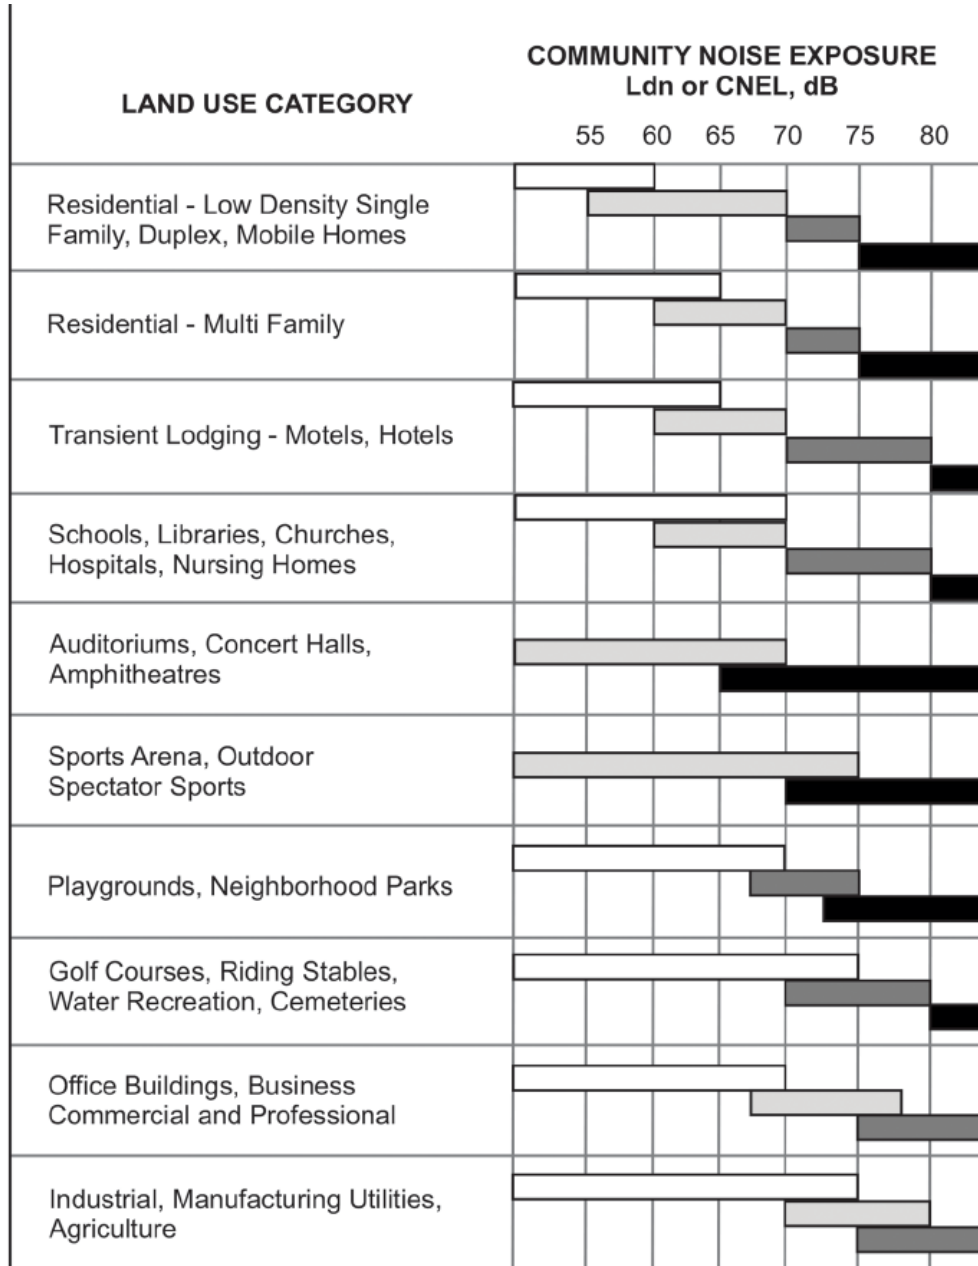 COMMUNITY NOISE EXPOSURE
Ldn or CNEL, dB
LAND USE CATEGORY
55 60 65 70 75 80
Residential - Low Density Single
Family, Duplex, Mobile Homes
Residential - Multi Family
Transient Lodging - Motels, Hotels
Schools, Libraries, Churches,
Hospitals, Nursing Homes
Auditoriums, Concert Halls,
Amphitheatres
Sports Arena, Outdoor
Spectator Sports
Playgrounds, Neighborhood Parks
Golf Courses, Riding Stables,
Water Recreation, Cemeteries
Office Buildings, Business
Commercial and Professional
Industrial, Manufacturing Utilities,
Agriculture